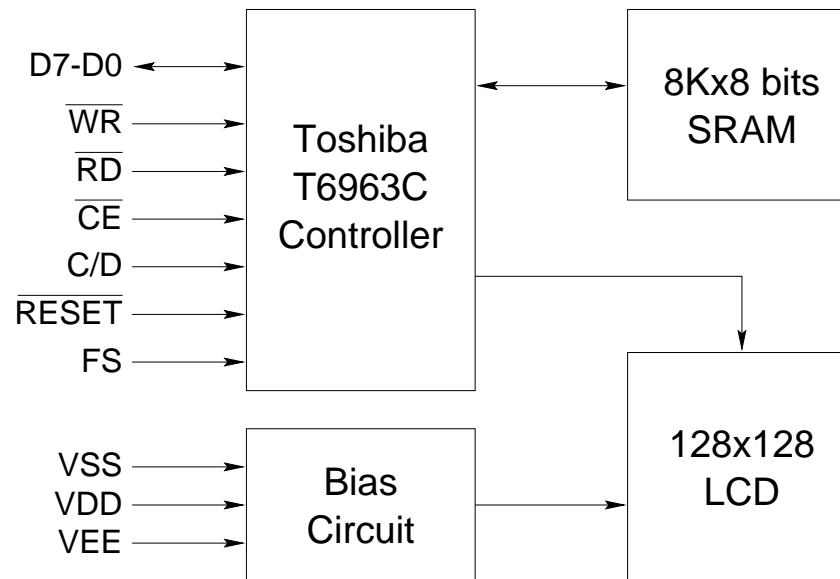 D7-D0
WR
RD
CE
C/D
RESET
FS
Toshiba
T6963C
Controller
8Kx8 bits
SRAM
VSS
VDD
VEE
Bias
Circuit
128x128
LCD